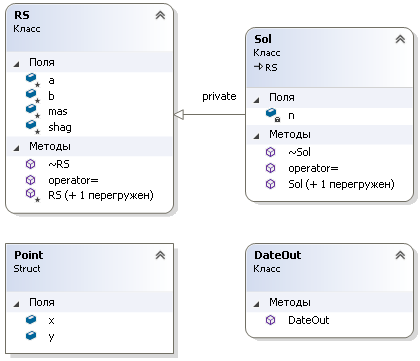 RS
Класс
Поля
a
b
mas
shag
Методы
~RS
operator=
RS (+ 1 перегружен)
private
Sol
Класс
RS
Поля
n
Методы
~Sol
operator=
Sol (+ 1 перегружен)
Point
Struct
Поля
x
y
DateOut
Класс
Методы
DateOut